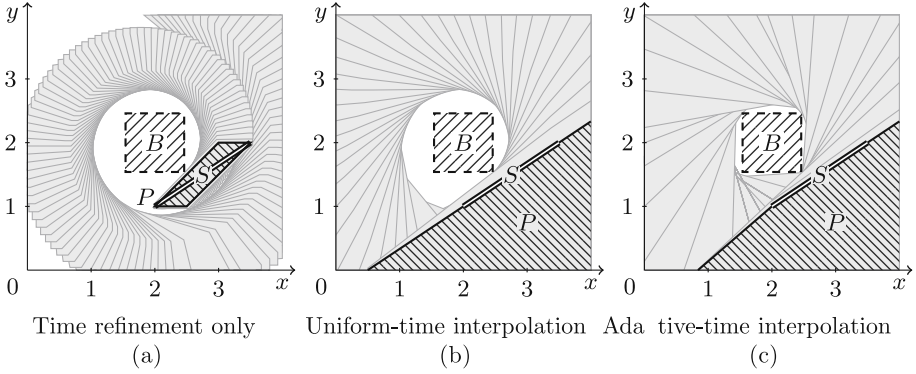 y
3
2
1
0
1
2
3
x
B
S
P
Time refinement only
(a)
y
3
2
1
0
1
2
3
x
B
S
P
Uniform-time interpolation
(b)
y
3
2
1
0
1
2
3
x
B
S
P
Ada tive-time interpolation
(c)